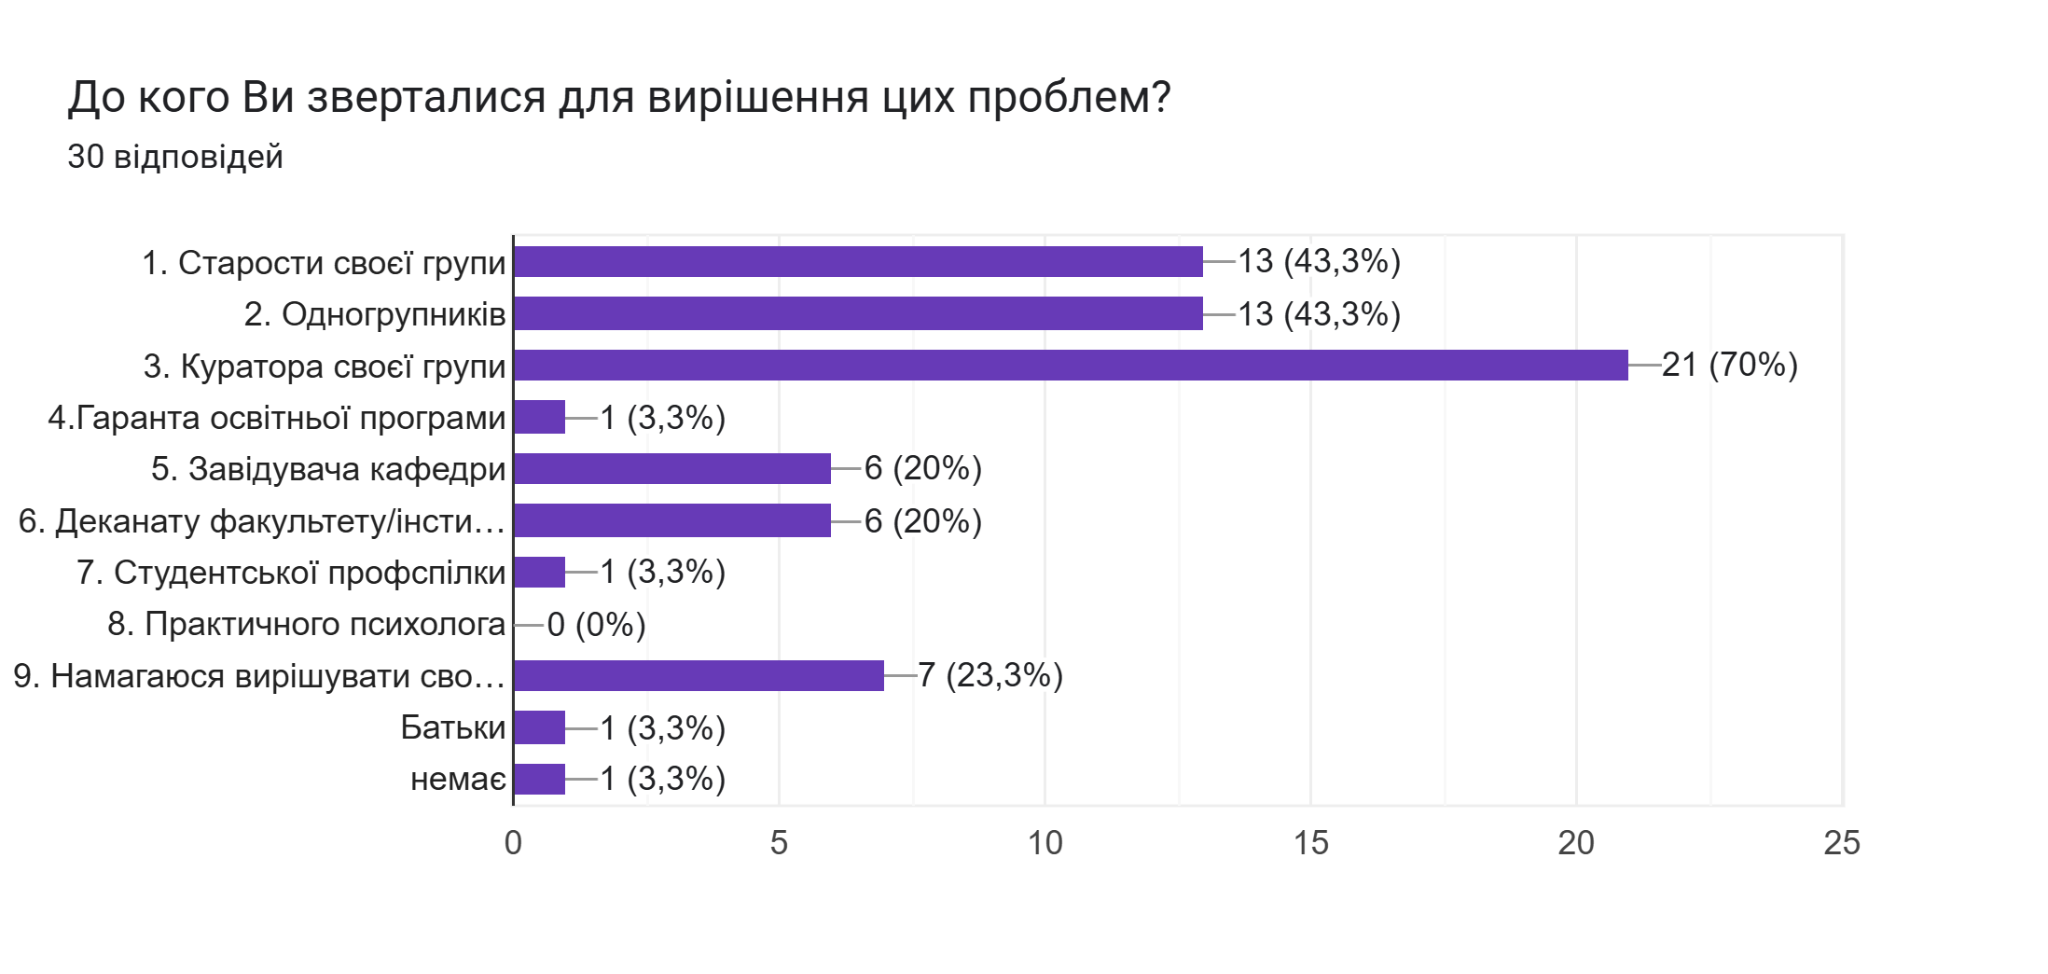 До кого Ви зверталися для вирішення цих проблем?
30 відповідей
1. Старости своєї групи 13 (43,3%)
2. Одногрупників 13 (43,3%)
3. Куратора своєї групи 21 (70%)
4.Гаранта освітньої програми 1 (3,3%)
5. Завідувача кафедри 6 (20%)
6. Деканату факультету/інсти… 6 (20%)
7. Студентської профспілки 1 (3,3%)
8. Практичного психолога 0 (0%)
9. Намагаюся вирішувати сво… 7 (23,3%)
Батьки 1 (3,3%)
немає 1 (3,3%)
0 5 10 15 20 25